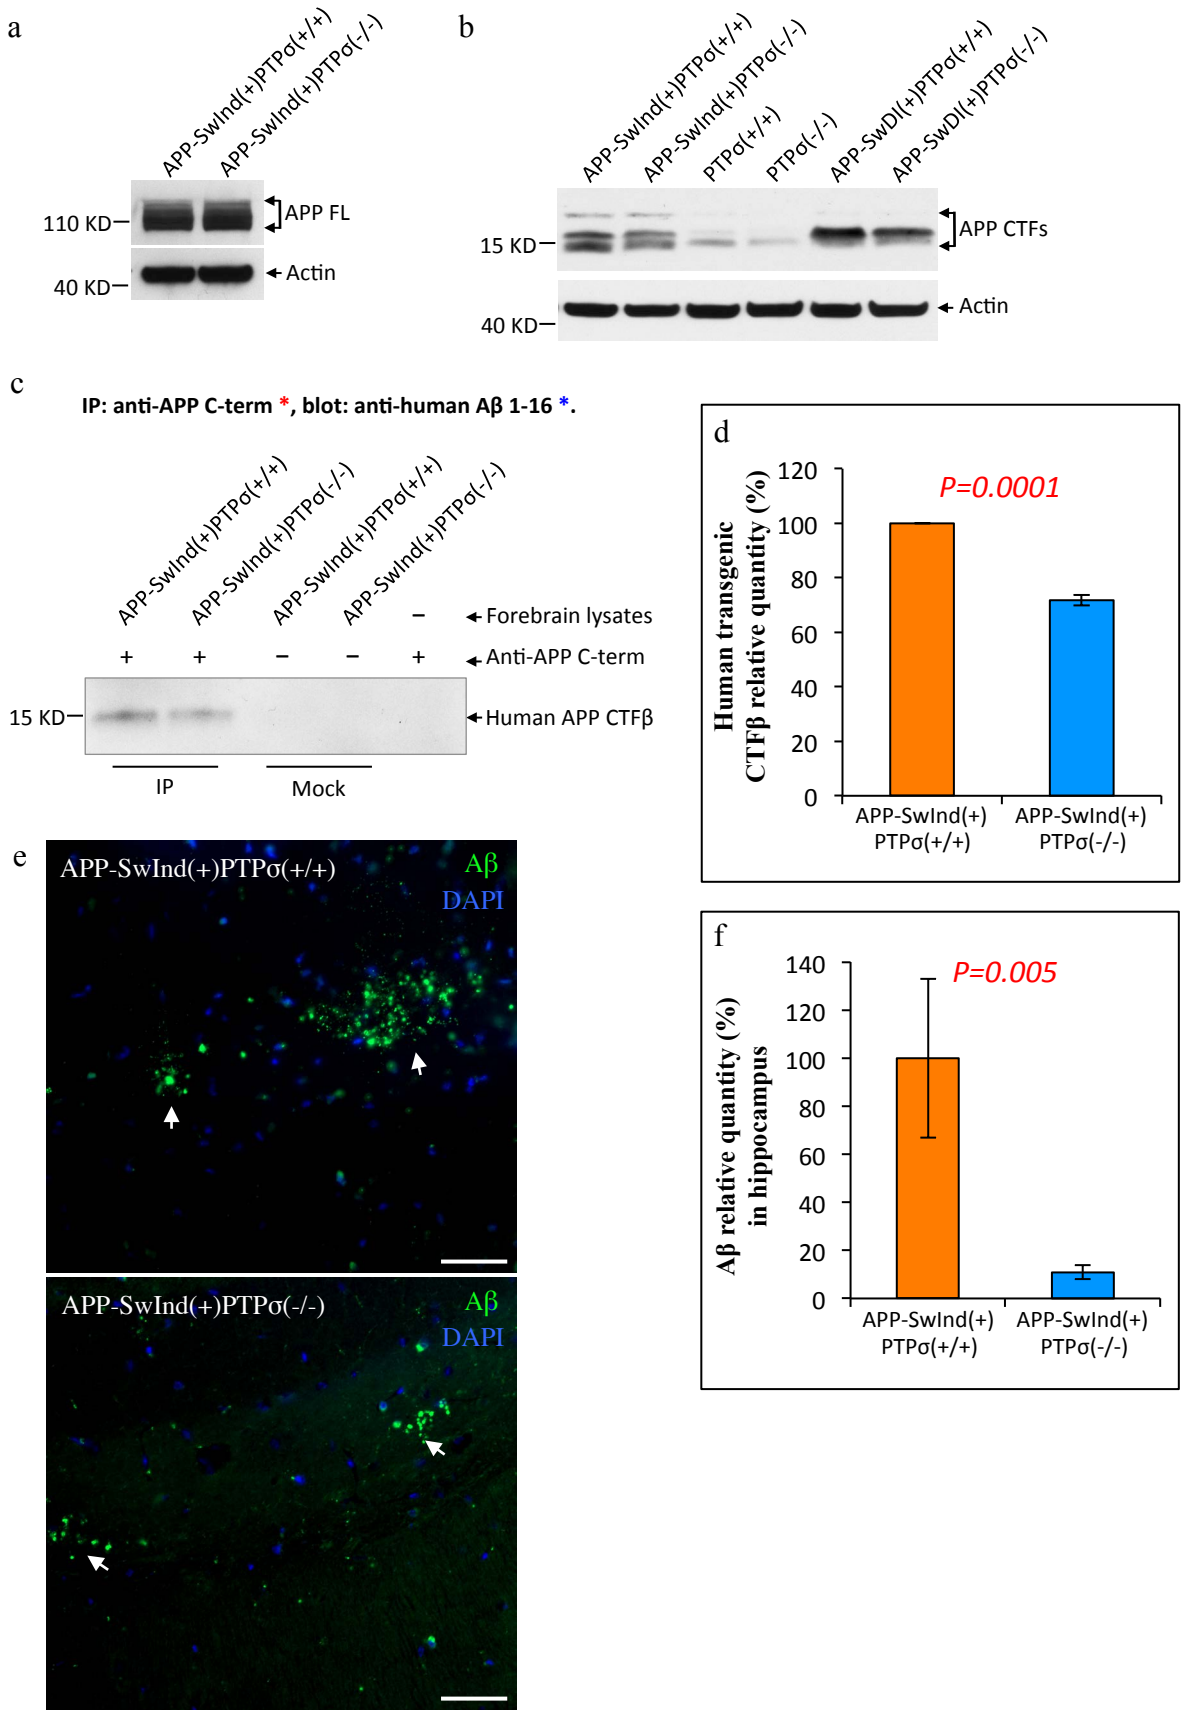 a
APP-SwInd(+)PTPσ(+/+)
APP-SwInd(+)PTPσ(-/-)
110 KD
APP FL
40 KD
Actin
b
APP-SwInd(+)PTPσ(+/+)
APP-SwInd(+)PTPσ(-/-)
PTPσ(+/+)
PTPσ(-/-)
APP-SwDI(+)PTPσ(+/+)
APP-SwDI(+)PTPσ(-/-)
15 KD
APP CTFs
40 KD
Actin
c
IP: anti-APP C-term *, blot: anti-human Aβ 1-16 *.
APP-SwInd(+)PTPσ(+/+)
APP-SwInd(+)PTPσ(-/-)
APP-SwInd(+)PTPσ(+/+)
APP-SwInd(+)PTPσ(-/-)
– Forebrain lysates
+ + – – + Anti-APP C-term
15 KD
Human APP CTFβ
IP Mock
d
P=0.0001
Human transgenic
CTFβ relative quantity (%)
120
100
80
60
40
20
0
APP-SwInd(+) APP-SwInd(+)
PTPσ(+/+) PTPσ(-/-)
e
APP-SwInd(+)PTPσ(+/+)
Aβ
DAPI
APP-SwInd(+)PTPσ(-/-)
Aβ
DAPI
f
P=0.005
Aβ relative quantity (%)
in hippocampus
140
120
100
80
60
40
20
0
APP-SwInd(+) APP-SwInd(+)
PTPσ(+/+) PTPσ(-/-)